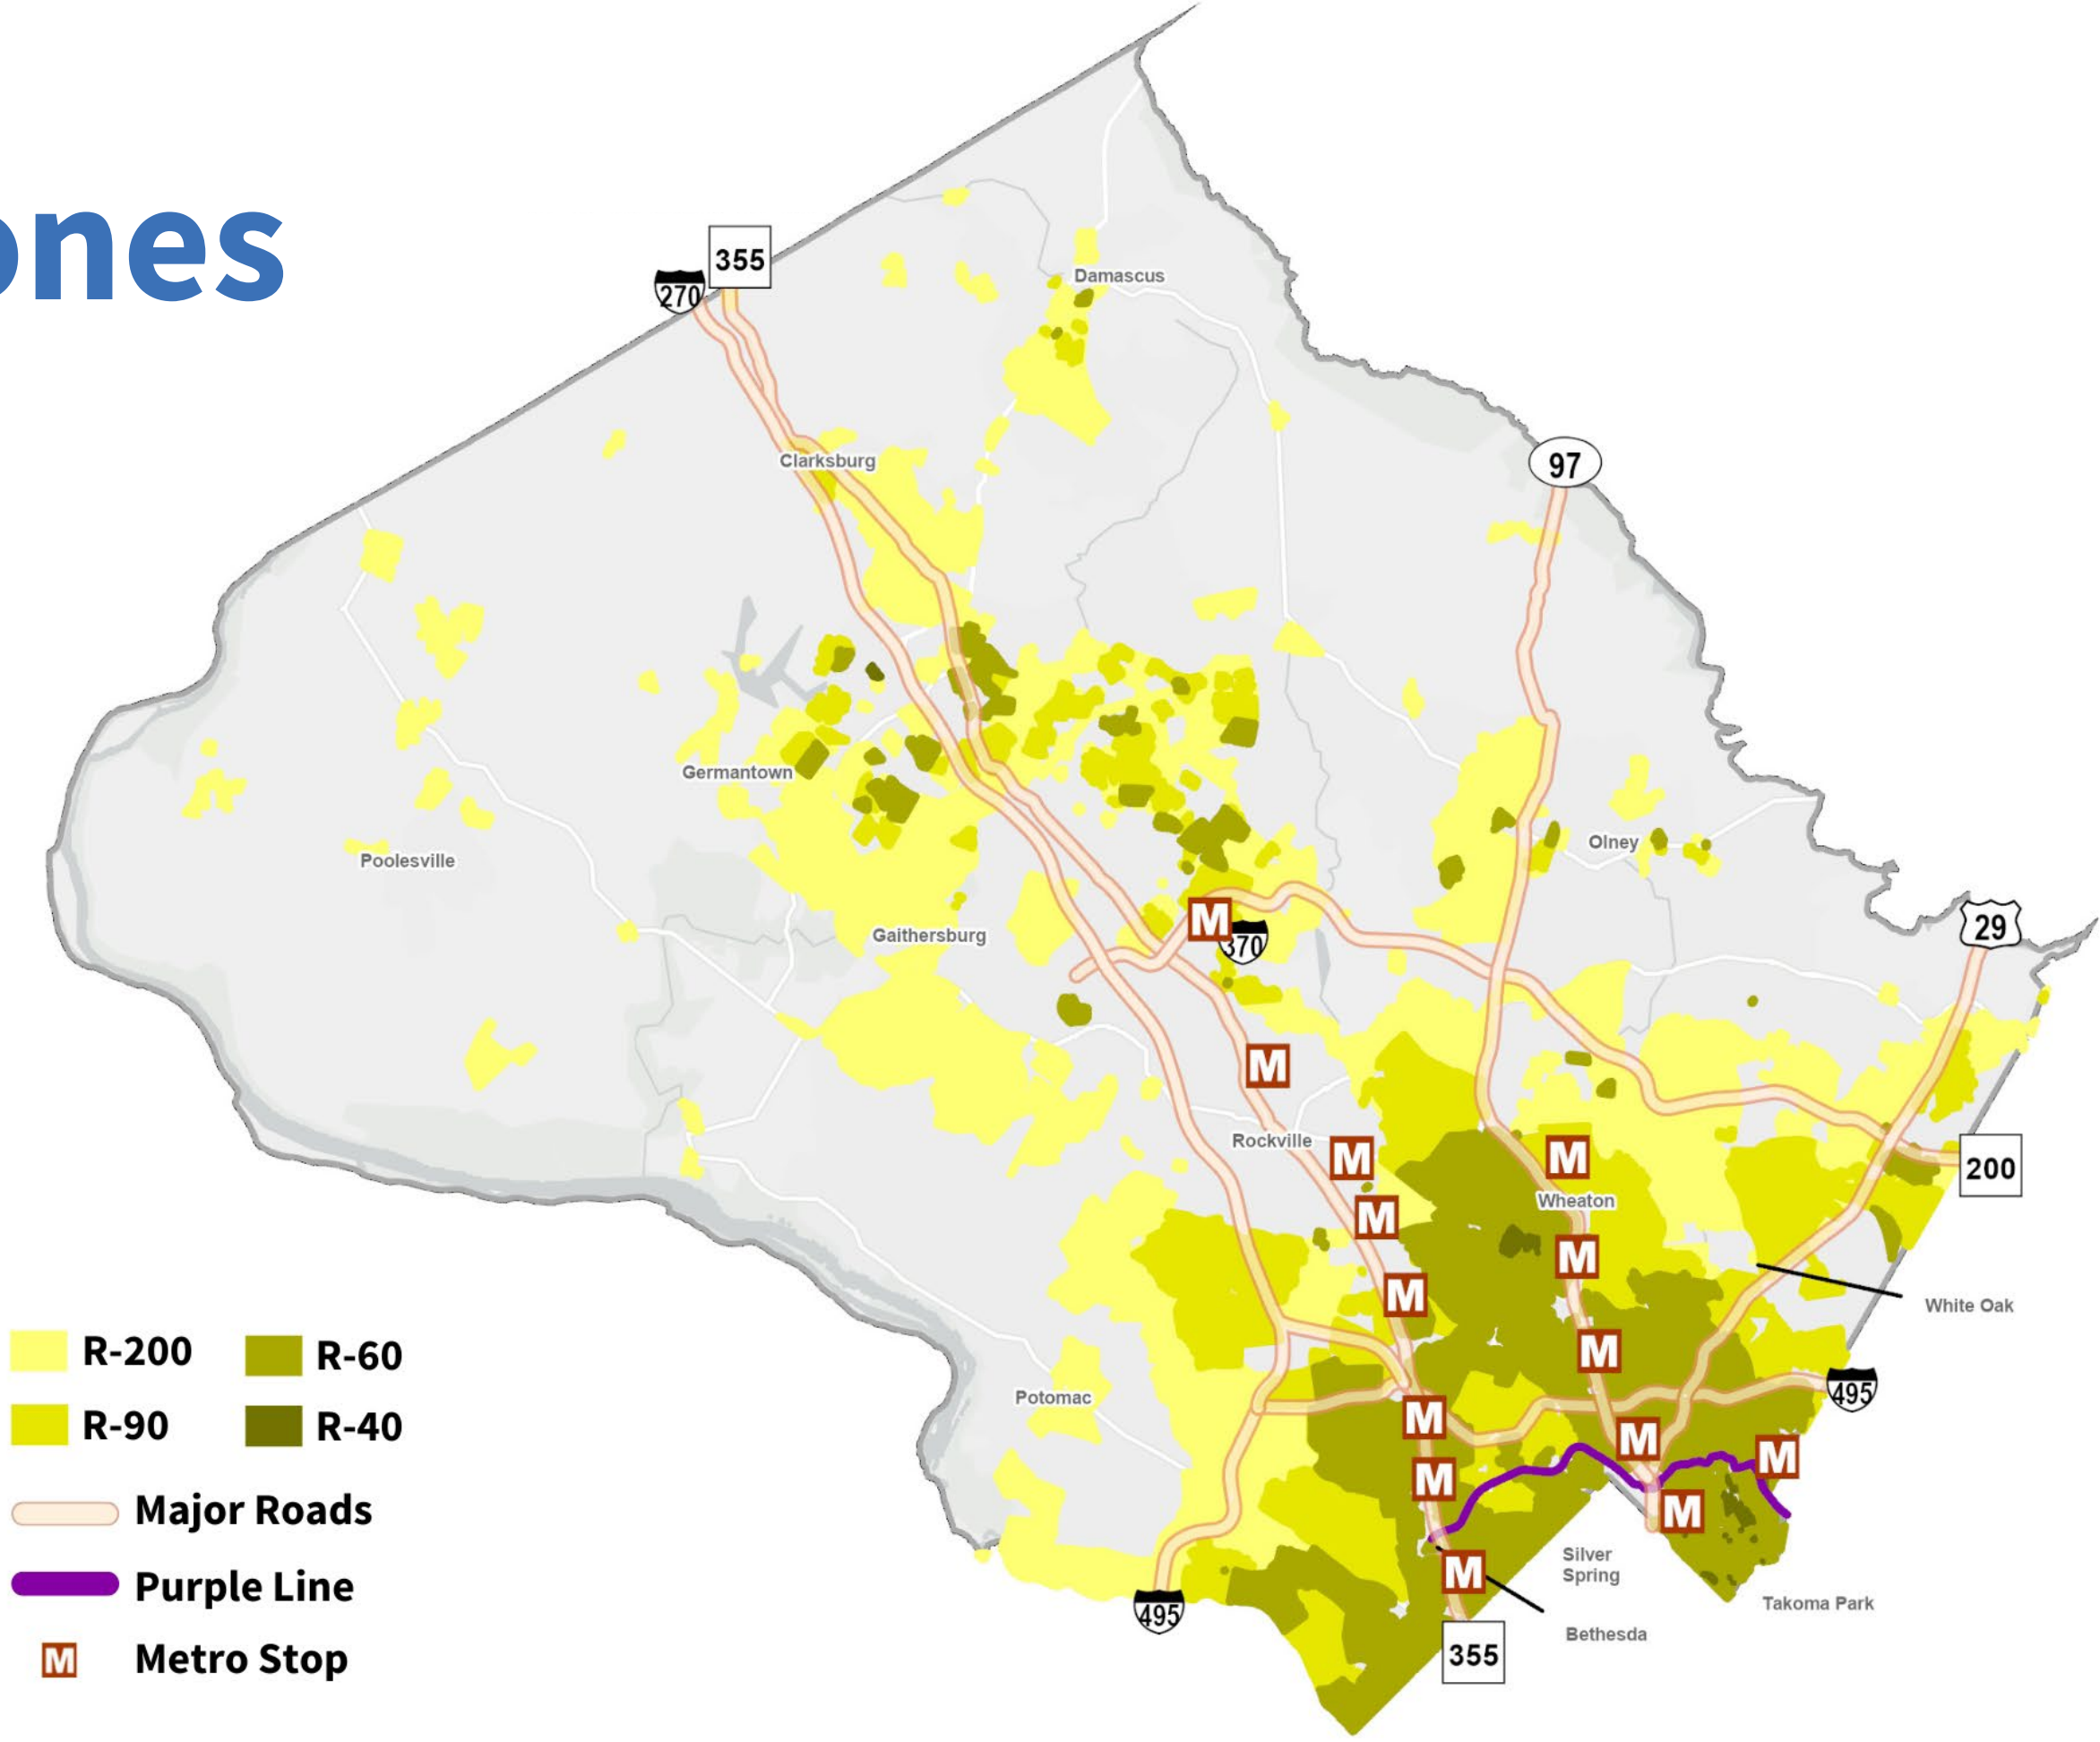 ones
355
270
Damascus
Clarksburg
97
Germantown
Olney
Poolesville
M
29
Gaithersburg
370
M
Rockville
M
M
200
Wheaton
M
M
M
White Oak
M
495
Potomac
M
M
M
M
M
Silver
Spring
M
Takoma Park
495
Bethesda
355
R-200
R-60
R-90
R-40
Major Roads
Purple Line
M Metro Stop